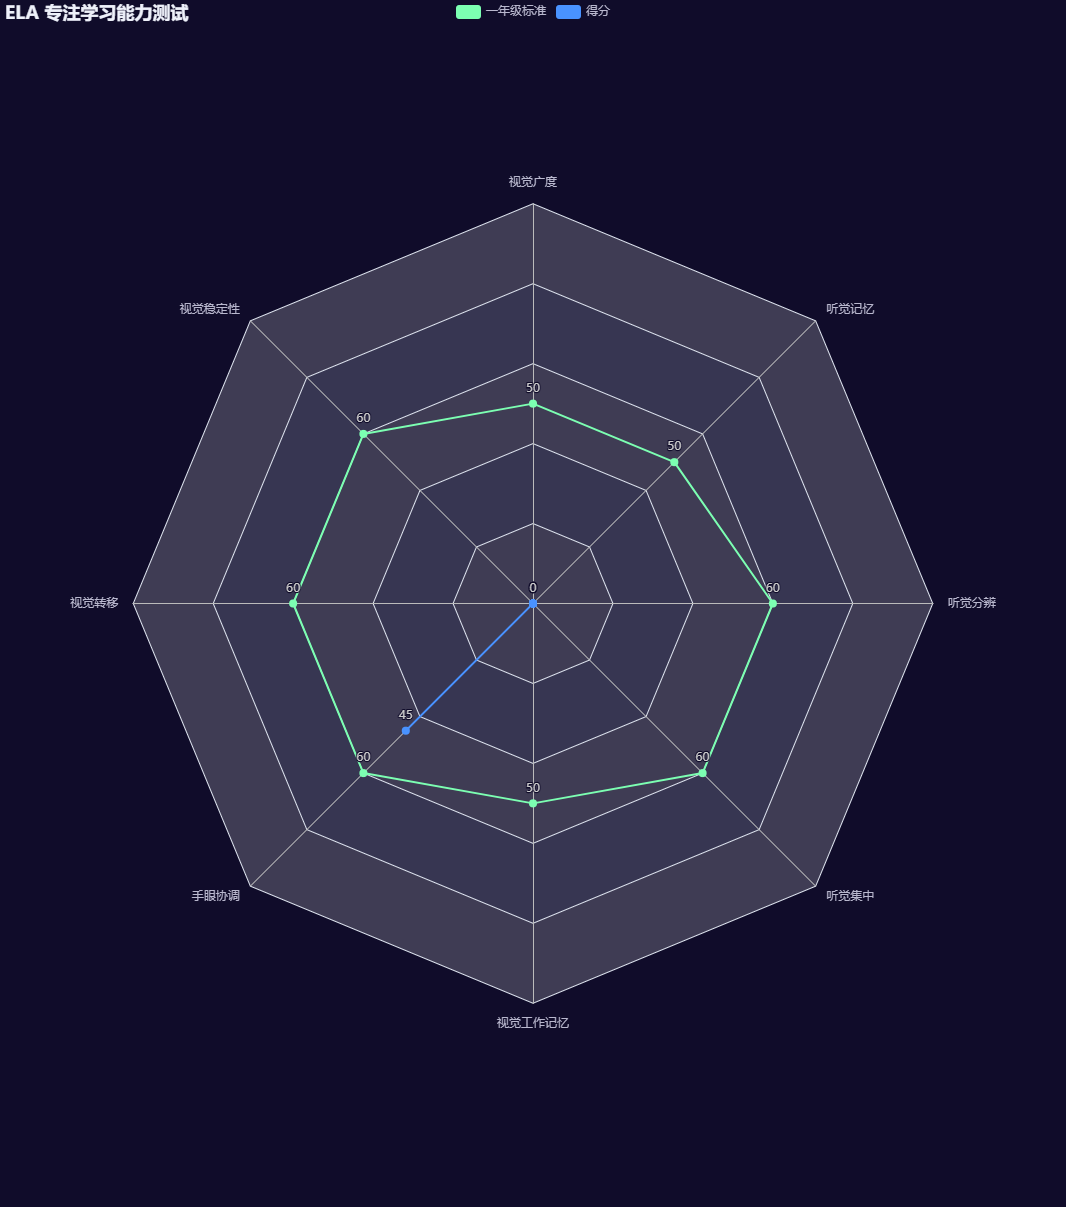 ELA 专注学习能力测试
一年级标准
得分
视觉广度
视觉稳定性
听觉记忆
50
60
50
视觉转移
60
0
60
听觉分辨
45
60
60
50
手眼协调
听觉集中
视觉工作记忆